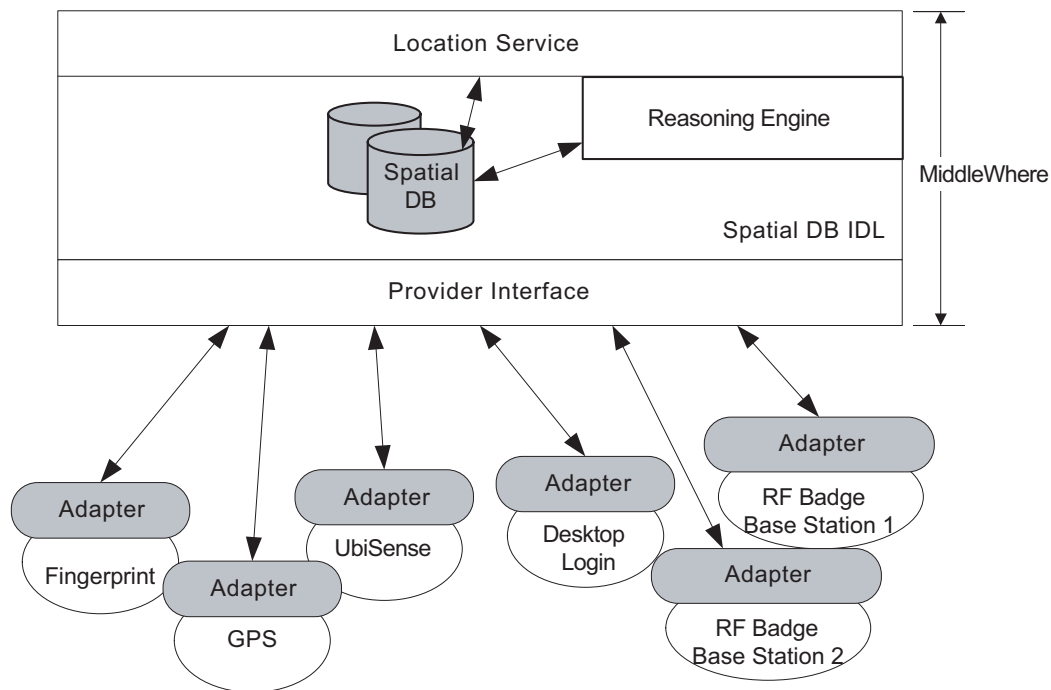 Location Service
Reasoning Engine
Spatial
DB
MiddleWhere
Spatial DB IDL
Provider Interface
Adapter
RF Badge
Base Station 1
Adapter
UbiSense
Adapter
Desktop
Login
Adapter
Fingerprint
Adapter
GPS
Adapter
RF Badge
Base Station 2